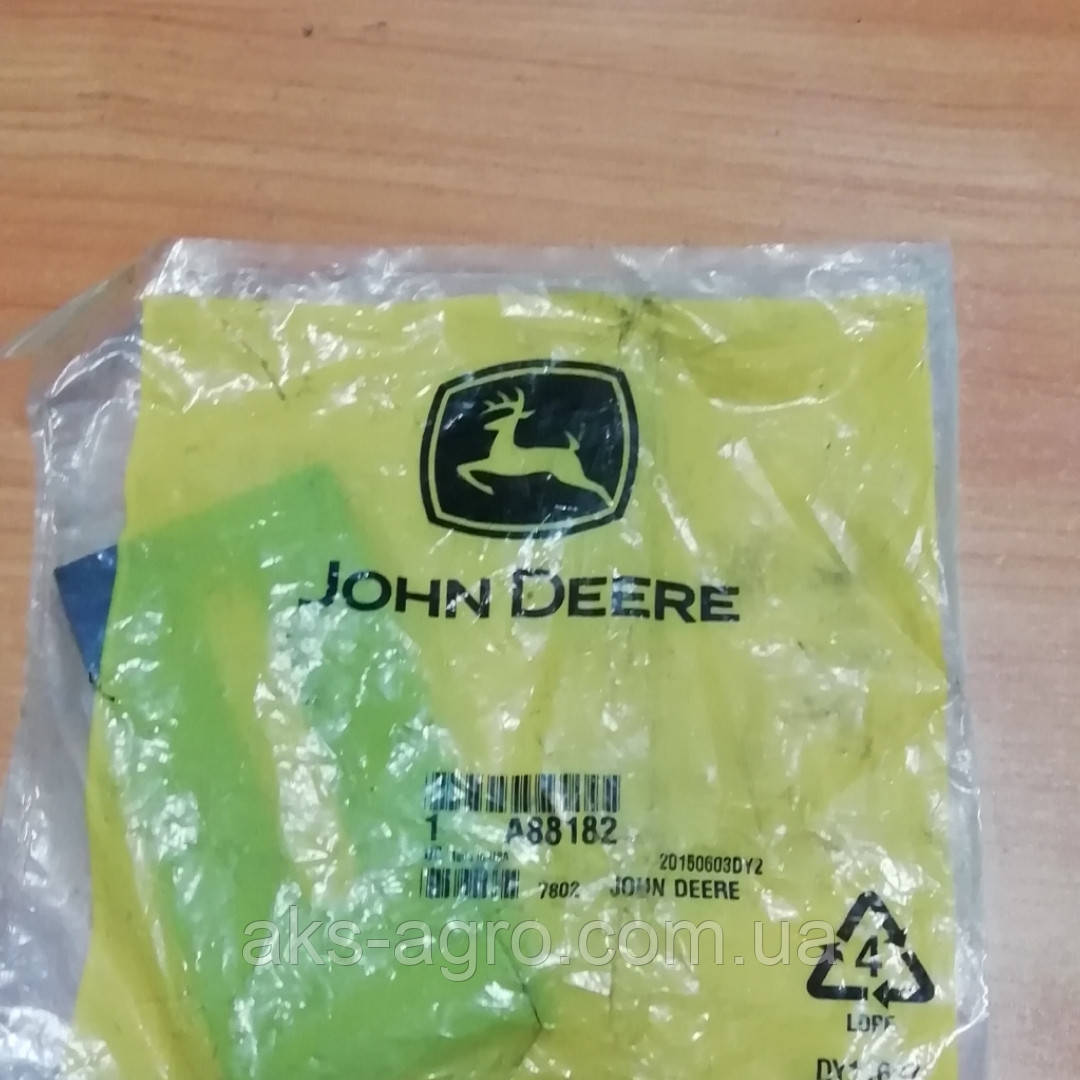 JOHN DEERE
1 A88182
20150603DY2
7802 JOHN DEERE
aks-agro.com.ua
4
LDPE